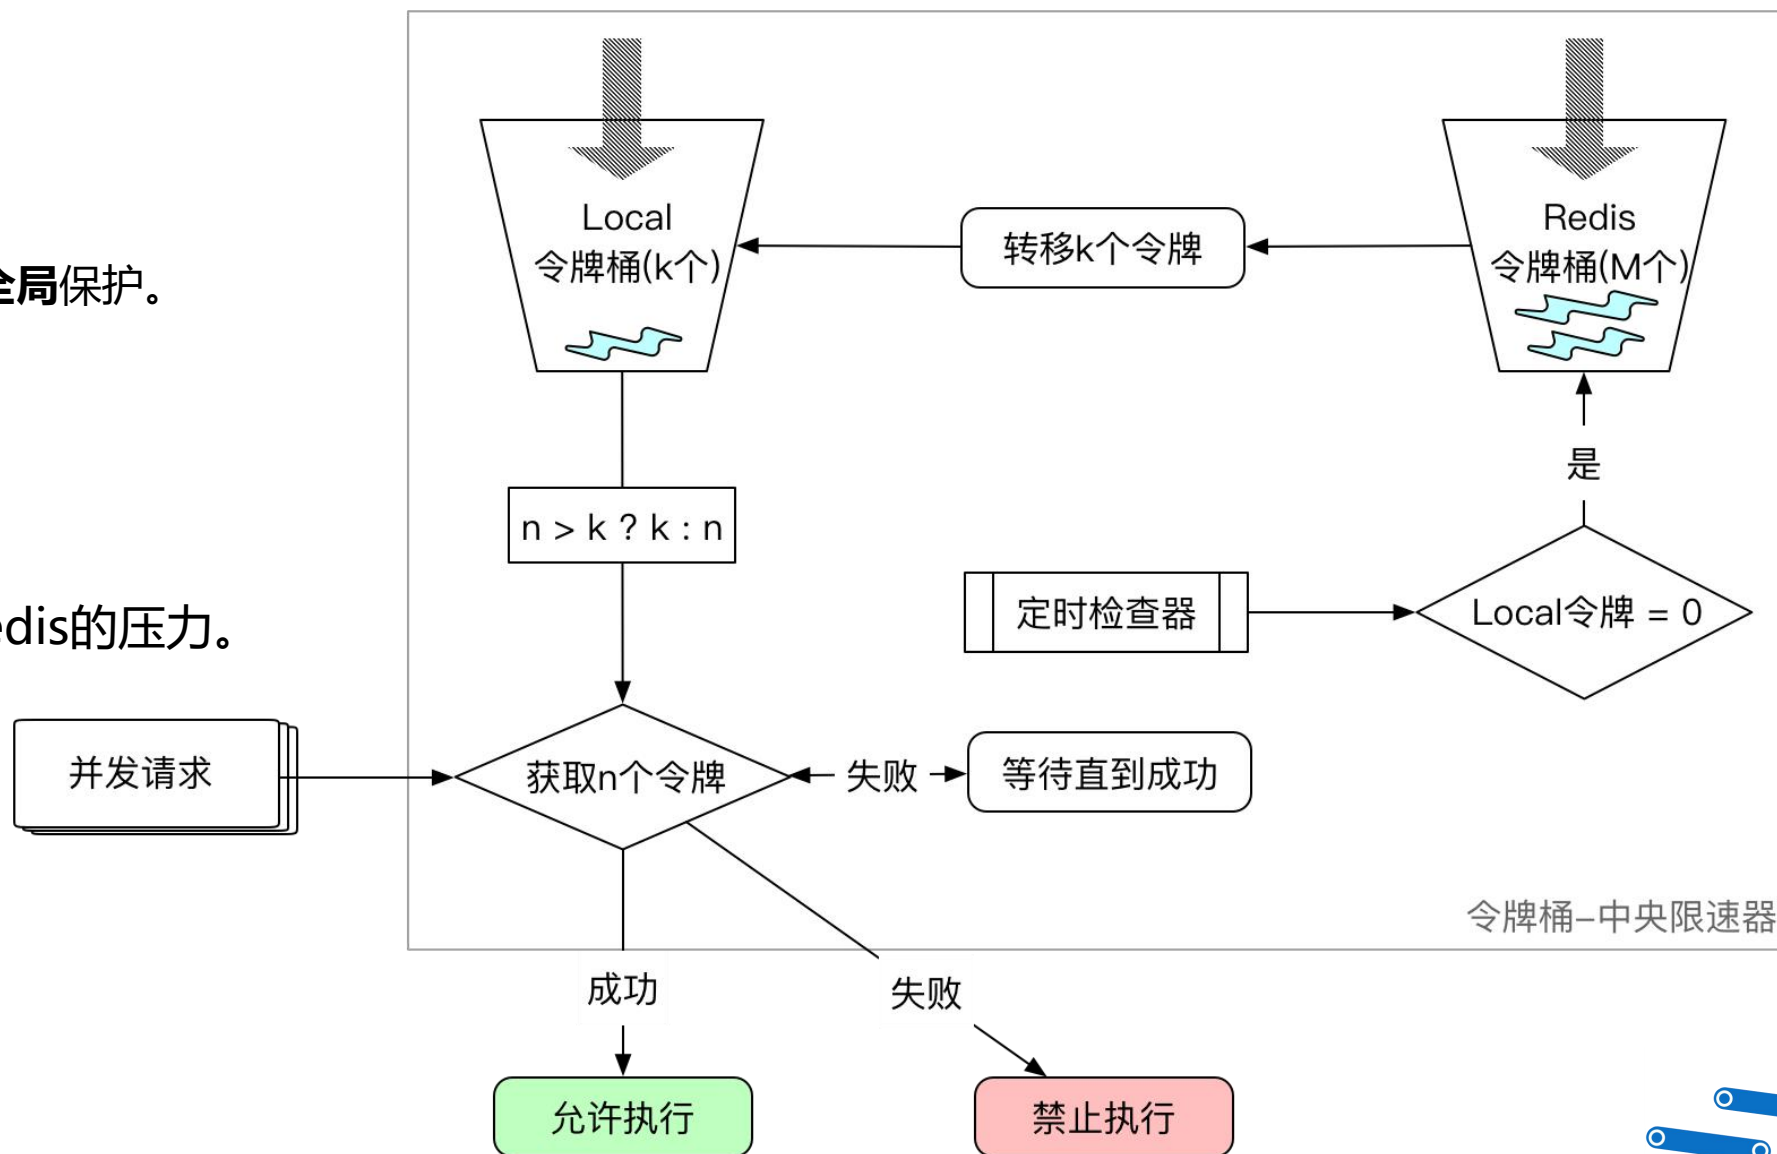 全局保护。
edis的压力。
Local
令牌桶(k个)
转移k个令牌
Redis
令牌桶(M个)
是
n > k ? k : n
定时检查器
Local令牌 = 0
并发请求
获取n个令牌
失败
等待直到成功
令牌桶–中央限速器
成功
失败
允许执行
禁止执行